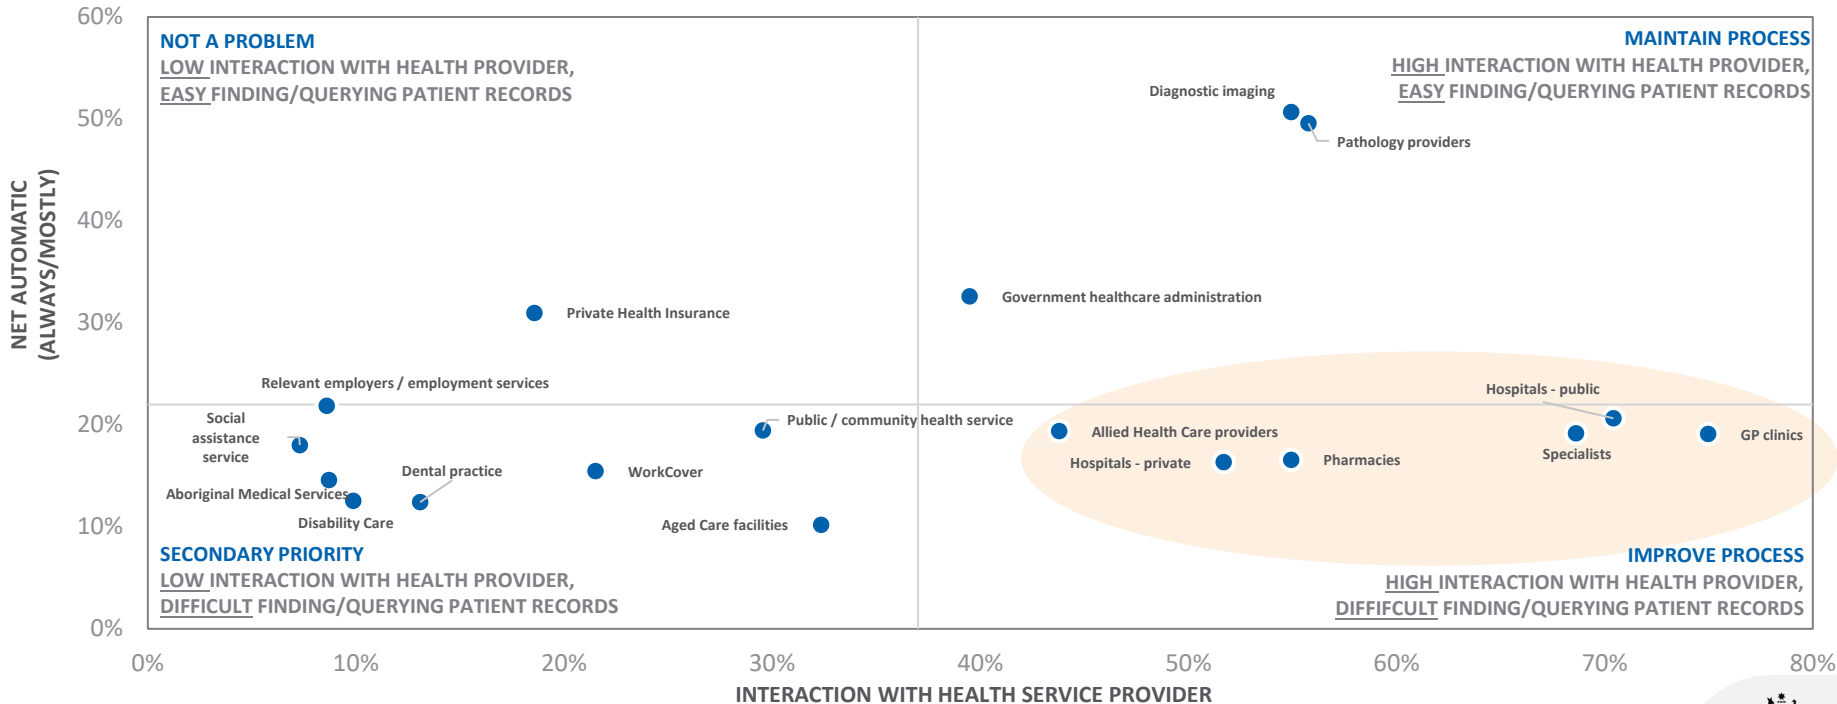 60%
50%
40%
30%
20%
10%
0%
NET AUTOMATIC
(ALWAYS/MOSTLY)
NOT A PROBLEM
LOW INTERACTION WITH HEALTH PROVIDER,
EASY FINDING/QUERYING PATIENT RECORDS
MAINTAIN PROCESS
HIGH INTERACTION WITH HEALTH PROVIDER,
EASY FINDING/QUERYING PATIENT RECORDS
Diagnostic imaging
Pathology providers
Government healthcare administration
Private Health Insurance
Relevant employers / employment services
Social
assistance
service
Public / community health service
Dental practice
WorkCover
Aboriginal Medical Services
Disability Care
Aged Care facilities
Hospitals - public
Allied Health Care providers
GP clinics
Specialists
Hospitals - private
Pharmacies
SECONDARY PRIORITY
LOW INTERACTION WITH HEALTH PROVIDER,
DIFFICULT FINDING/QUERYING PATIENT RECORDS
IMPROVE PROCESS
HIGH INTERACTION WITH HEALTH PROVIDER,
DIFFIFCULT FINDING/QUERYING PATIENT RECORDS
0%
10%
20%
30%
40%
50%
60%
70%
80%
INTERACTION WITH HEALTH SERVICE PROVIDER